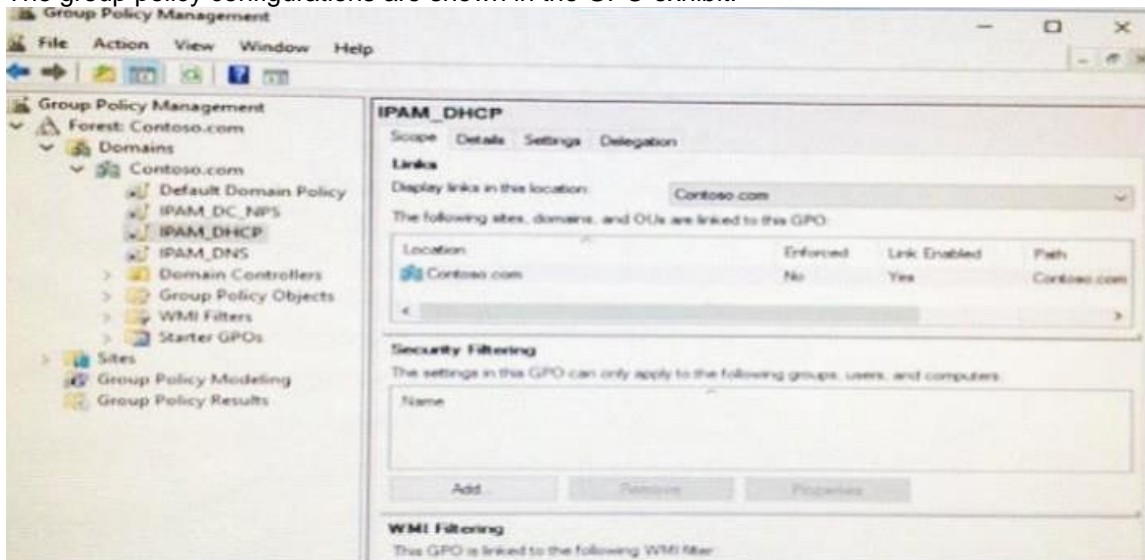 The group policy configurations are shown in the GPO exhibit.
Group Policy Management
File Action View Window Help
Group Policy Management
Forest: Contoso.com
Domains
Contoso.com
Default Domain Policy
IPAM_DC_NPS
IPAM_DHCP
IPAM_DNS
Domain Controllers
Group Policy Objects
WMI Filters
Starter GPOs
Sites
Group Policy Modeling
Group Policy Results
IPAM_DHCP
Scope Details Settings Delegation
Links
Display links in this location: Contoso.com
The following sites, domains, and OUs are linked to this GPO:
Location Enforced Link Enabled Path
Contoso.com No Yes Contoso.com
Security Filtering
The settings in this GPO can only apply to the following groups, users, and computers:
Name
Add... Remove Properties
WMI Filtering
This GPO is linked to the following WMI filter: